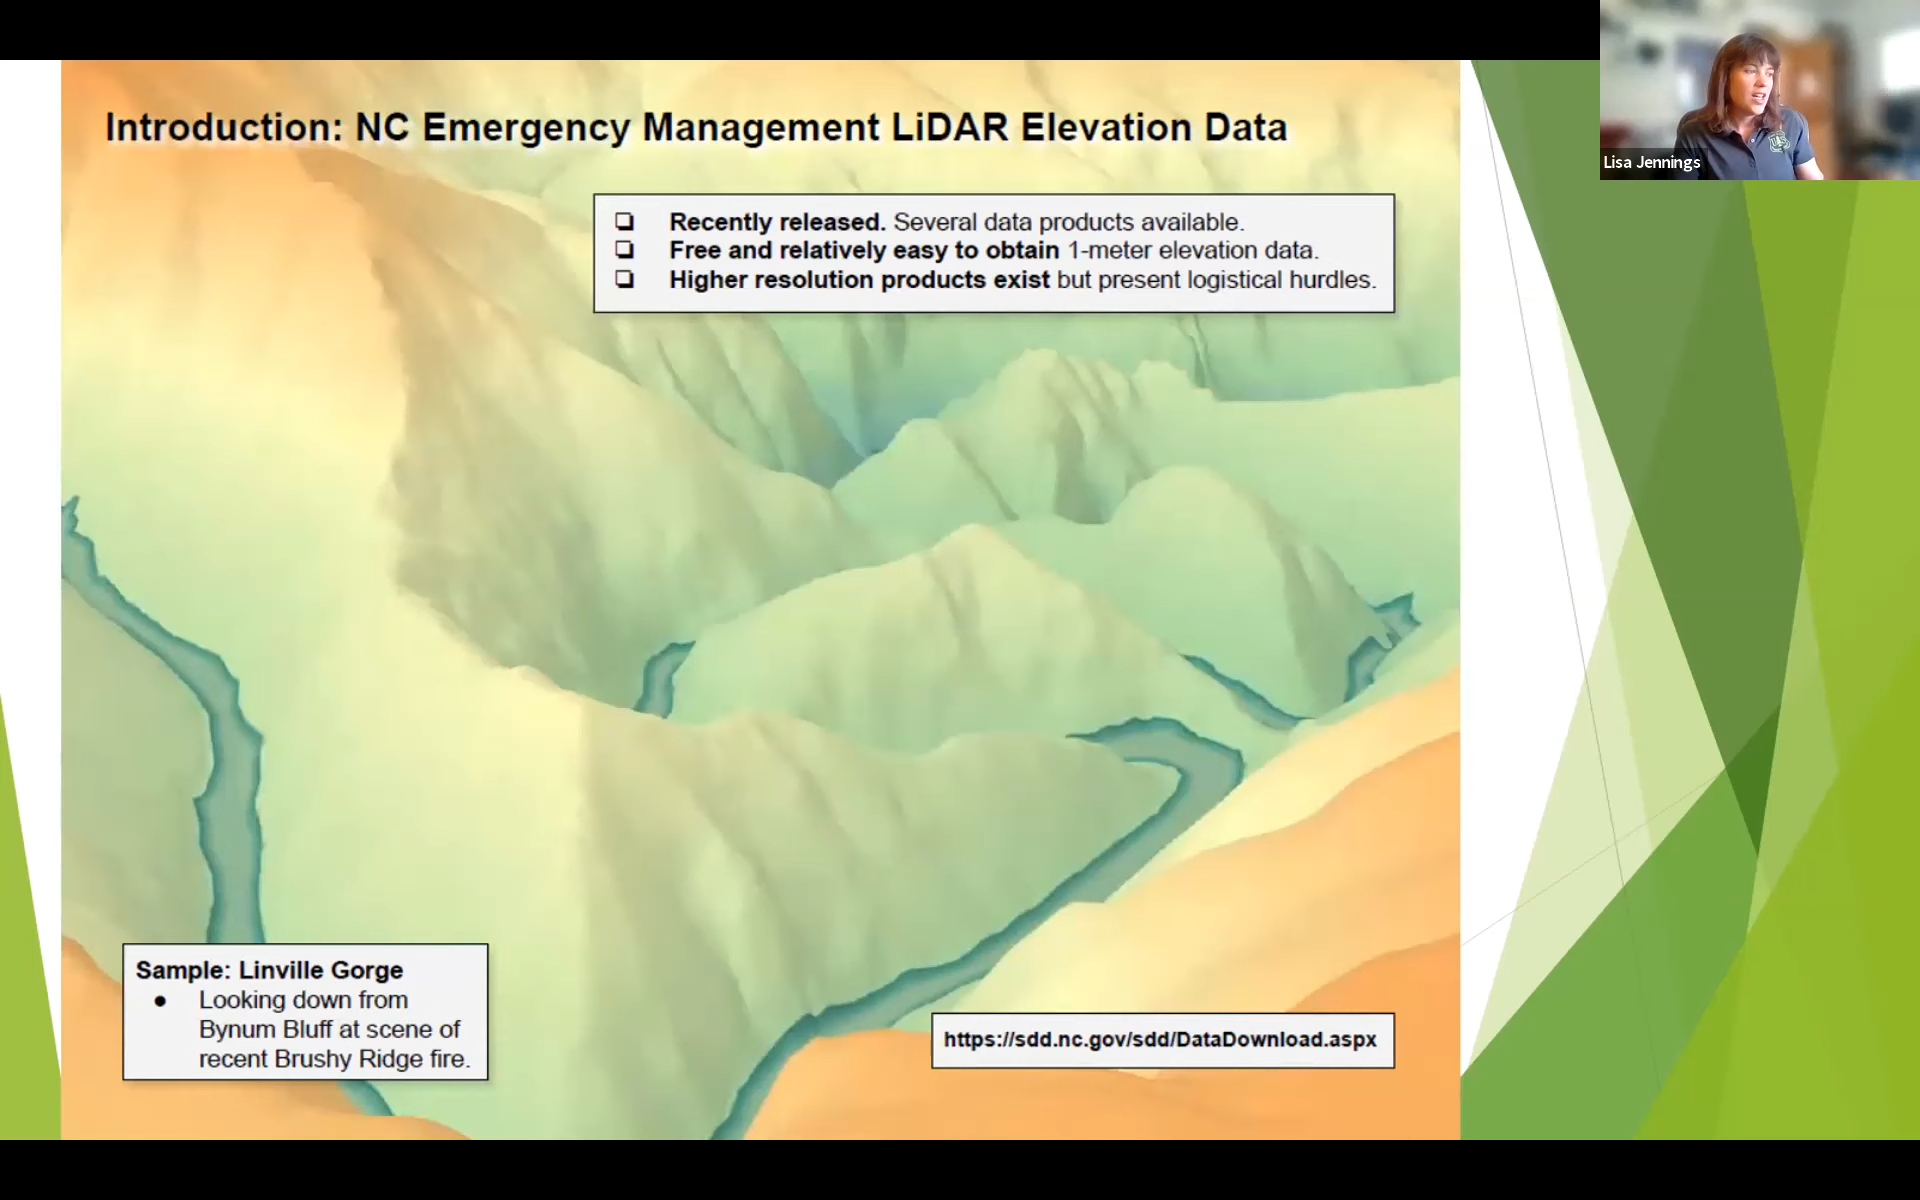 Introduction: NC Emergency Management LiDAR Elevation Data
❑ Recently released. Several data products available.
❑ Free and relatively easy to obtain 1-meter elevation data.
❑ Higher resolution products exist but present logistical hurdles.
Lisa Jennings
Sample: Linville Gorge
● Looking down from
Bynum Bluff at scene of
recent Brushy Ridge fire.
https://sdd.nc.gov/sdd/DataDownload.aspx